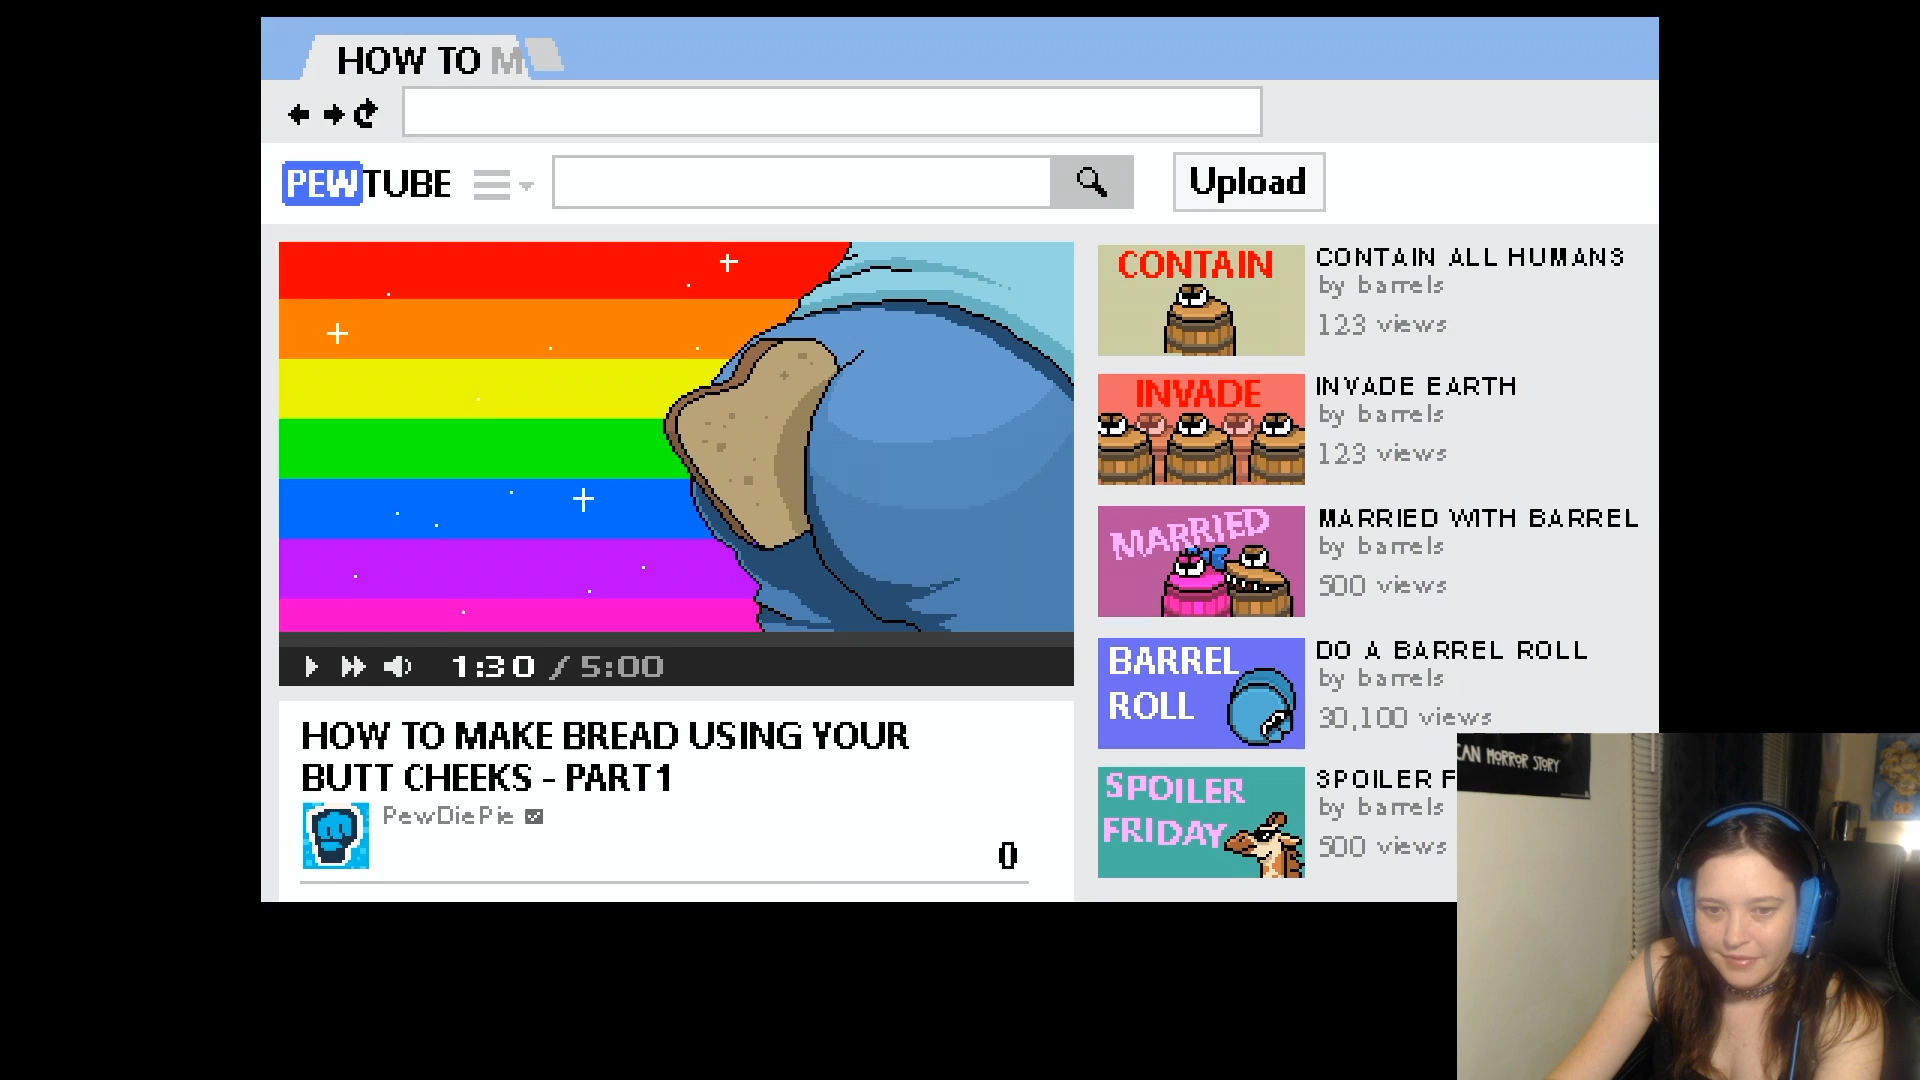 HOW TO M
PEWTUBE
Upload
CONTAIN
CONTAIN ALL HUMANS
by barrels
123 views
INVADE
INVADE EARTH
by barrels
123 views
MARRIED
MARRIED WITH BARREL
by barrels
500 views
BARREL
ROLL
DO A BARREL ROLL
by barrels
30,100 views
SPOILER
FRIDAY
SPOILER F
by barrels
500 views
1:30 / 5:00
HOW TO MAKE BREAD USING YOUR
BUTT CHEEKS - PART1
PewDiePie
0
CAN HORROR STORY